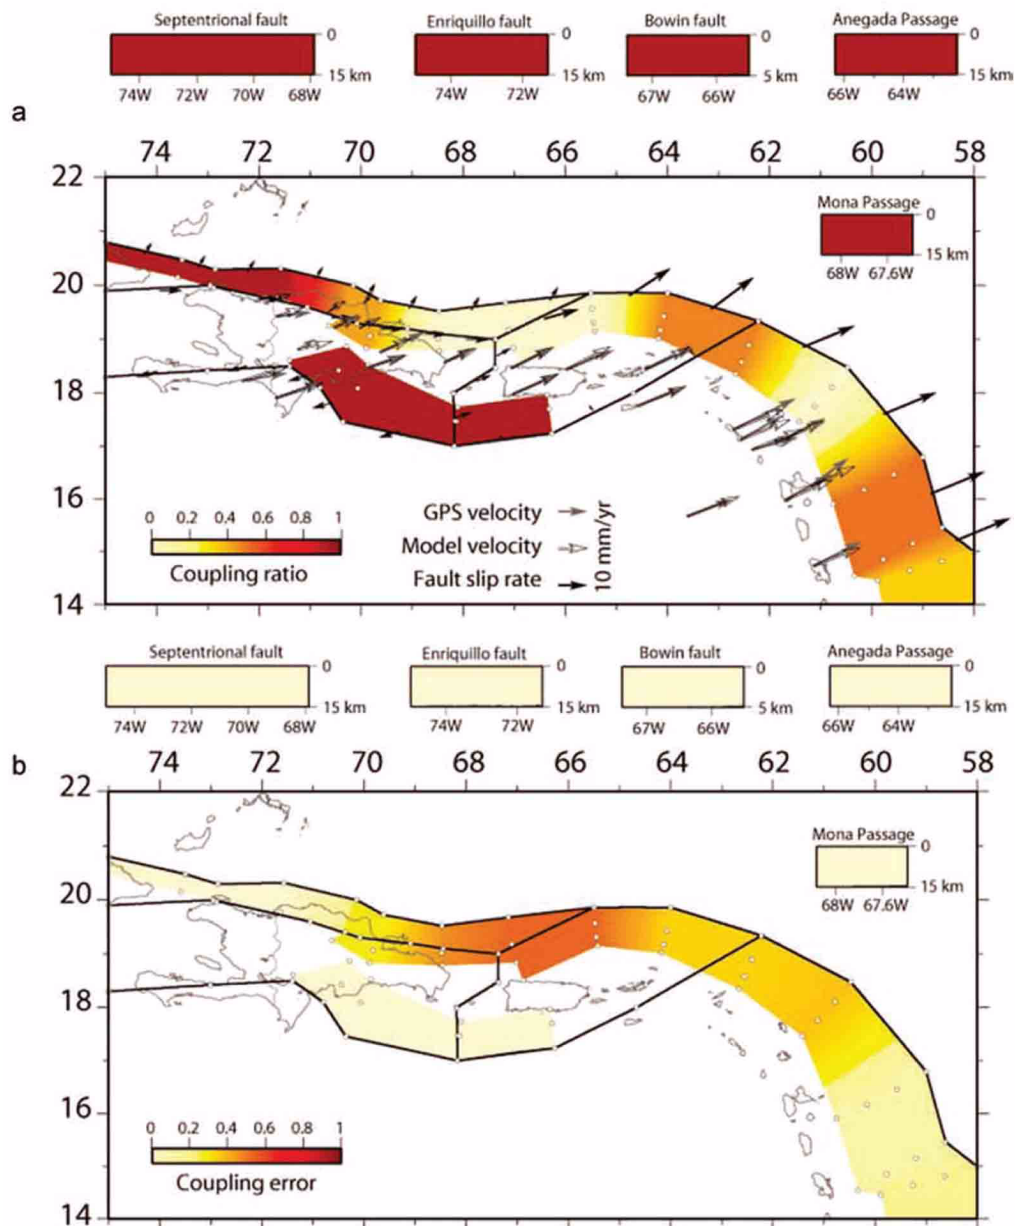 Septentrional fault
Enriquillo fault
Bowin fault
Anegada Passage
0
15 km
74W 72W 70W 68W
0
15 km
74W 72W
0
5 km
67W 66W
0
15 km
66W 64W
a
74 72 70 68 66 64 62 60 58
22
20
18
16
14
Mona Passage
0
15 km
68W 67.6W
0 0.2 0.4 0.6 0.8 1
Coupling ratio
GPS velocity
Model velocity
Fault slip rate
10 mm/yr
Septentrional fault
Enriquillo fault
Bowin fault
Anegada Passage
0
15 km
74W 72W 70W 68W
0
15 km
74W 72W
0
5 km
67W 66W
0
15 km
66W 64W
b
74 72 70 68 66 64 62 60 58
22
20
18
16
14
Mona Passage
0
15 km
68W 67.6W
0 0.2 0.4 0.6 0.8 1
Coupling error